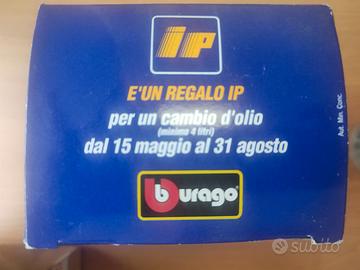 iP
E'UN REGALO IP
per un cambio d'olio
(minimo 4 litri)
dal 15 maggio al 31 agosto
Aut. Min. Conc.
burago
subito